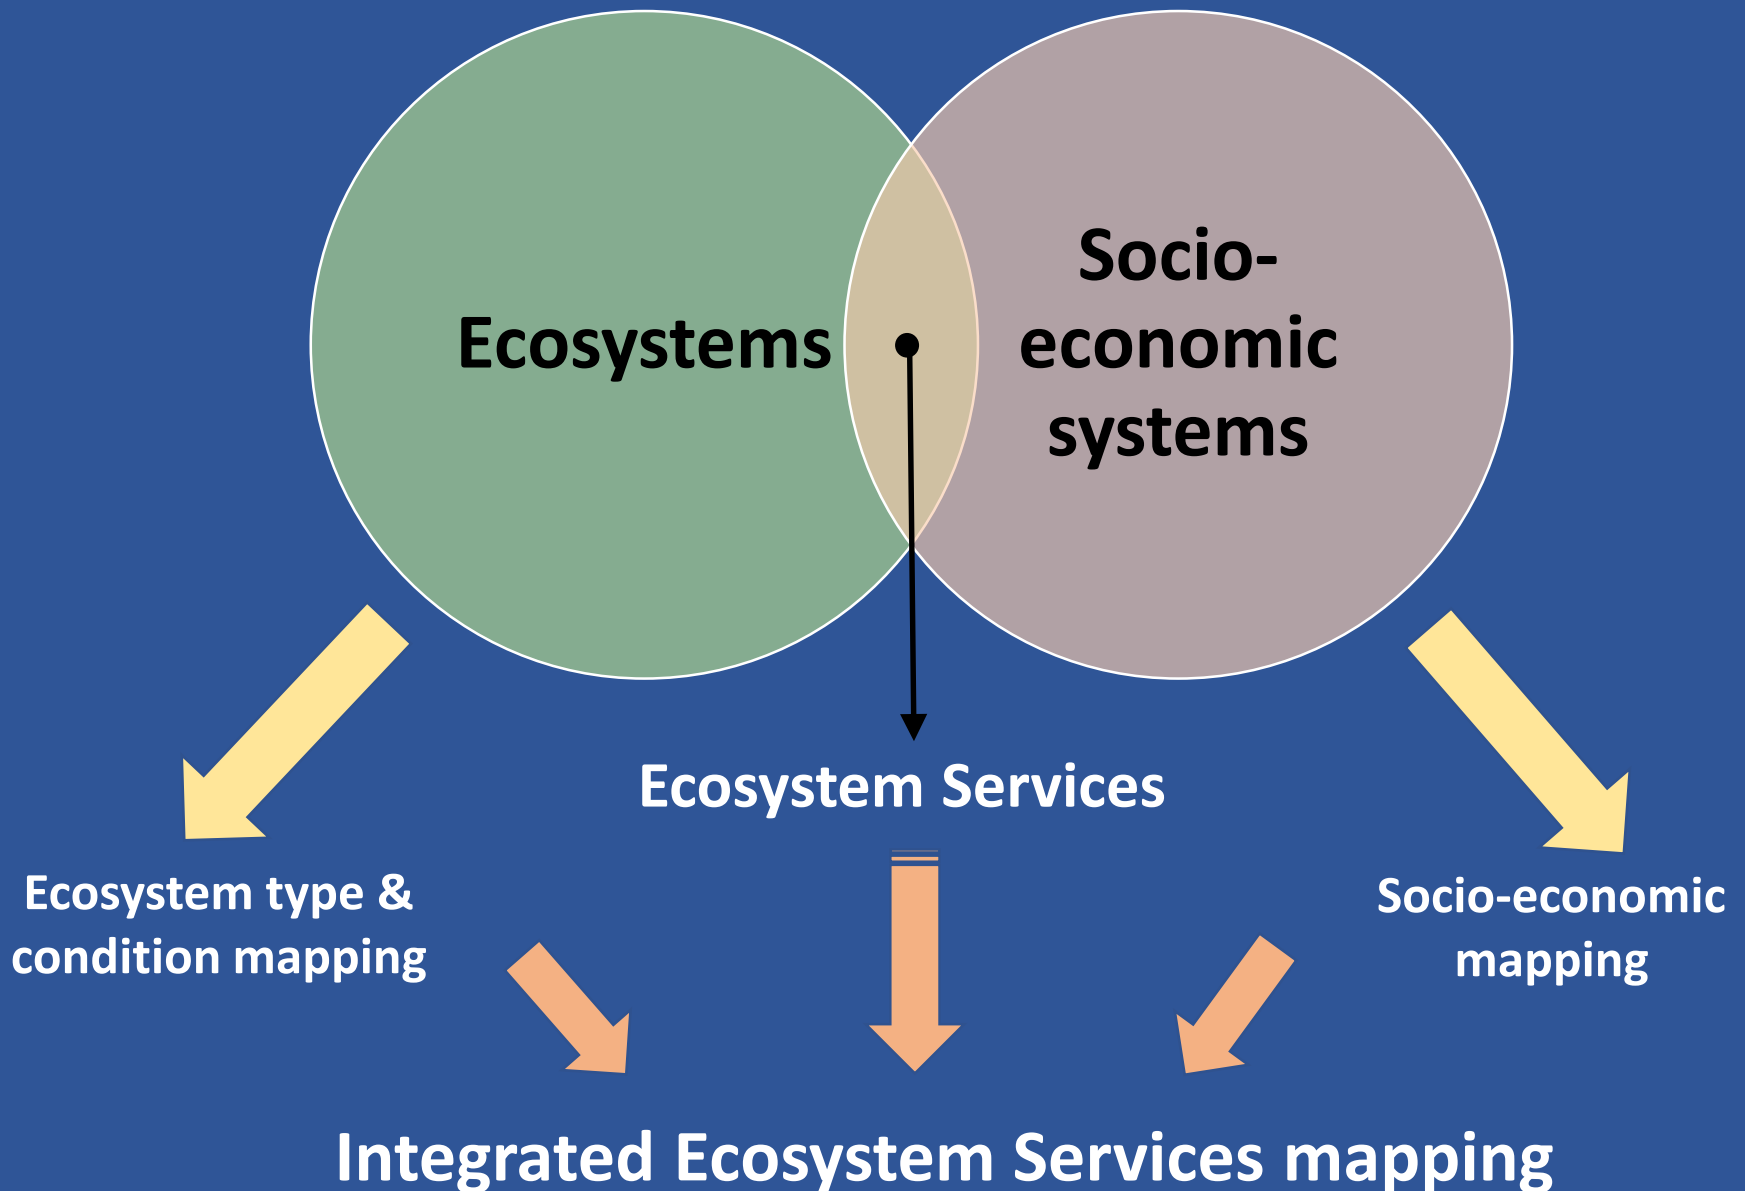 Ecosystems
Socio-
economic
systems
Ecosystem Services
Ecosystem type &
condition mapping
Socio-economic
mapping
Integrated Ecosystem Services mapping